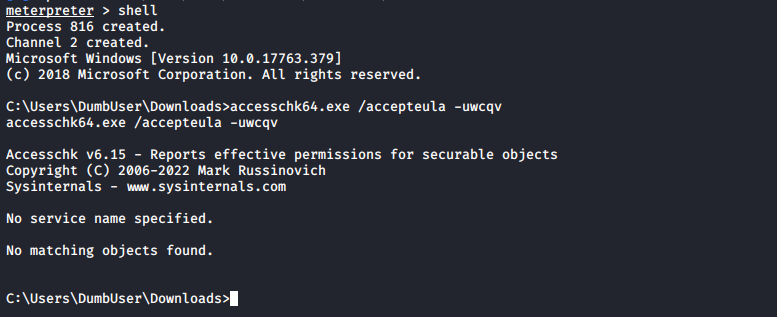 meterpreter > shell
Process 816 created.
Channel 2 created.
Microsoft Windows [Version 10.0.17763.379]
(c) 2018 Microsoft Corporation. All rights reserved.
C:\Users\DumbUser\Downloads>accesschk64.exe /accepteula -uwcqv
accesschk64.exe /accepteula -uwcqv
Accesschk v6.15 - Reports effective permissions for securable objects
Copyright (C) 2006-2022 Mark Russinovich
Sysinternals - www.sysinternals.com
No service name specified.
No matching objects found.
C:\Users\DumbUser\Downloads>